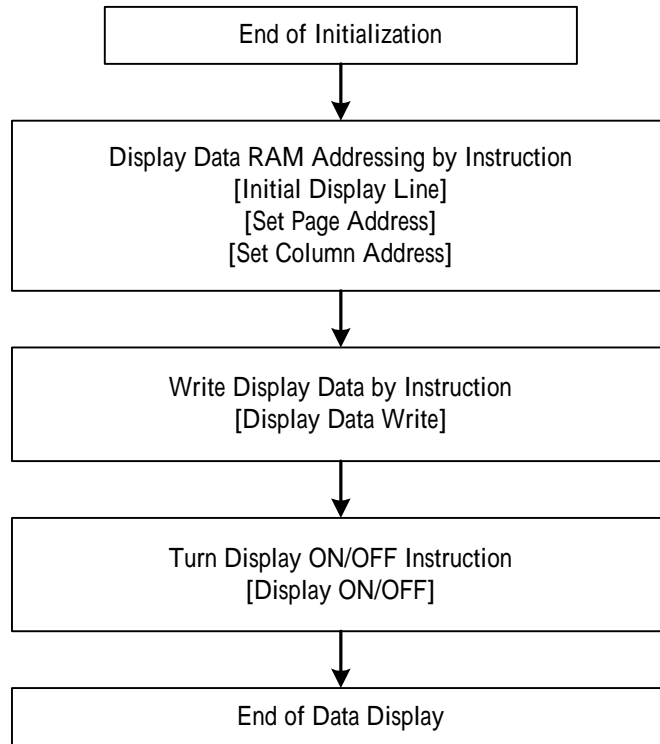 End of Initialization
Display Data RAM Addressing by Instruction
[Initial Display Line]
[Set Page Address]
[Set Column Address]
Write Display Data by Instruction
[Display Data Write]
Turn Display ON/OFF Instruction
[Display ON/OFF]
End of Data Display